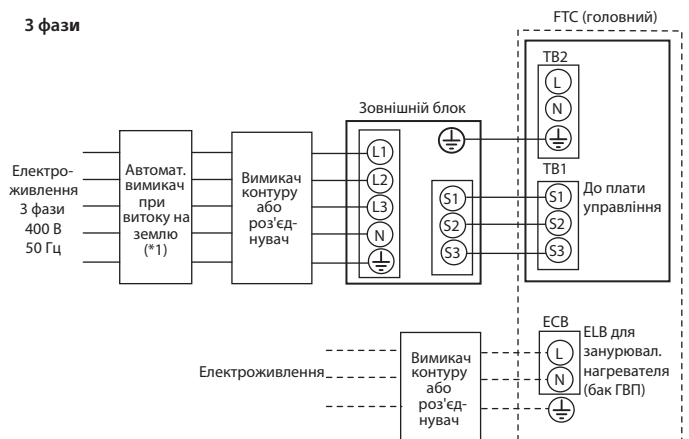 3 фази
FTC (головний)
TB2
L
N
Зовнішній блок
TB1
Електро-
живлення
3 фази
400 В
50 Гц
Автомат.
вимикач
при
витоку на
землю
(*1)
Вимикач
контуру
або
роз'єд-
нувач
L1
L2
L3
N
S1
S2
S3
S1
S2
S3
До плати
управління
Електроживлення
Вимикач
контуру
або
роз'єд-
нувач
ECB
L
N
ELB для
занурювал.
нагревателя
(бак ГВП)